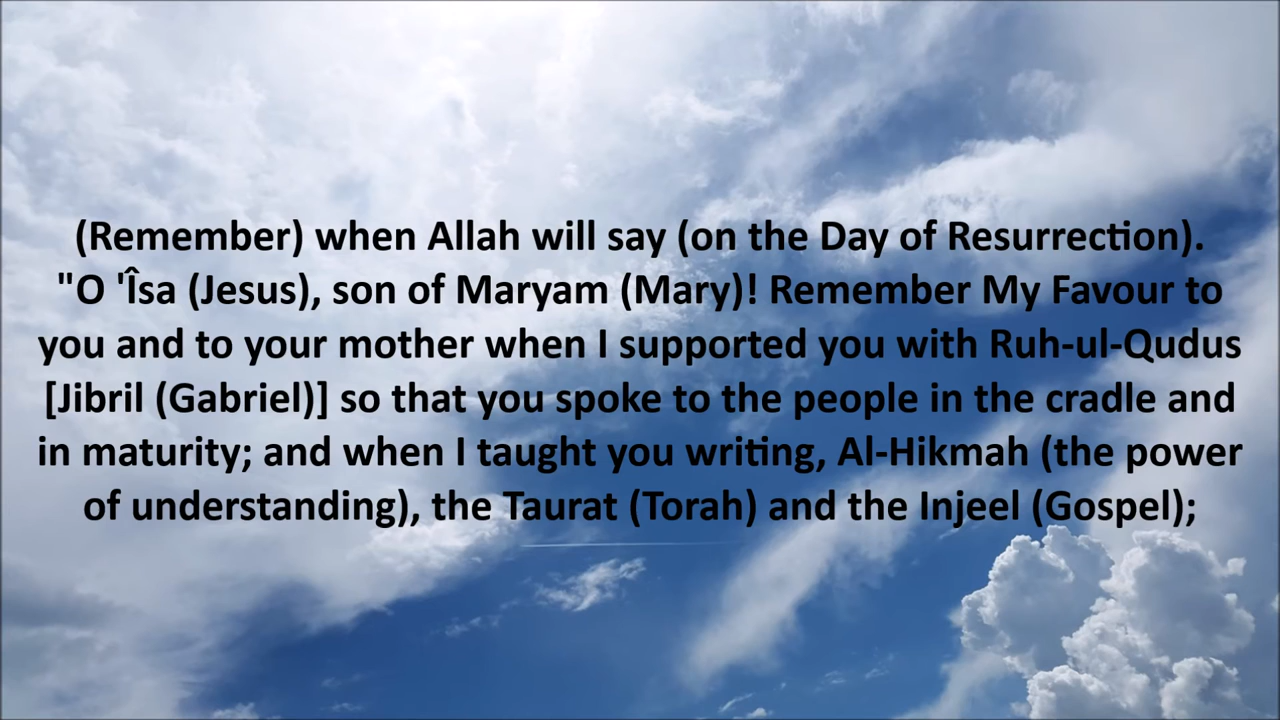 (Remember) when Allah will say (on the Day of Resurrection).
"O 'Îsa (Jesus), son of Maryam (Mary)! Remember My Favour to
you and to your mother when I supported you with Ruh-ul-Qudus
[Jibril (Gabriel)] so that you spoke to the people in the cradle and
in maturity; and when I taught you writing, Al-Hikmah (the power
of understanding), the Taurat (Torah) and the Injeel (Gospel);